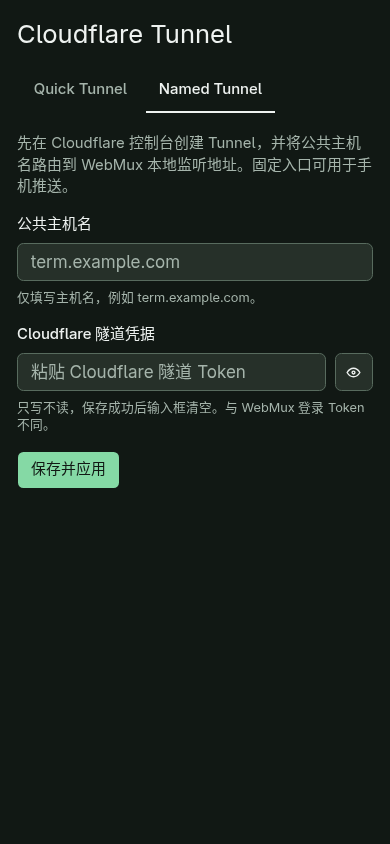 Cloudflare Tunnel
Quick Tunnel
Named Tunnel
先在 Cloudflare 控制台创建 Tunnel，并将公共主机
名路由到 WebMux 本地监听地址。固定入口可用于手
机推送。
公共主机名
term.example.com
仅填写主机名，例如 term.example.com。
Cloudflare 隧道凭据
粘贴 Cloudflare 隧道 Token
只写不读，保存成功后输入框清空。与 WebMux 登录 Token
不同。
保存并应用